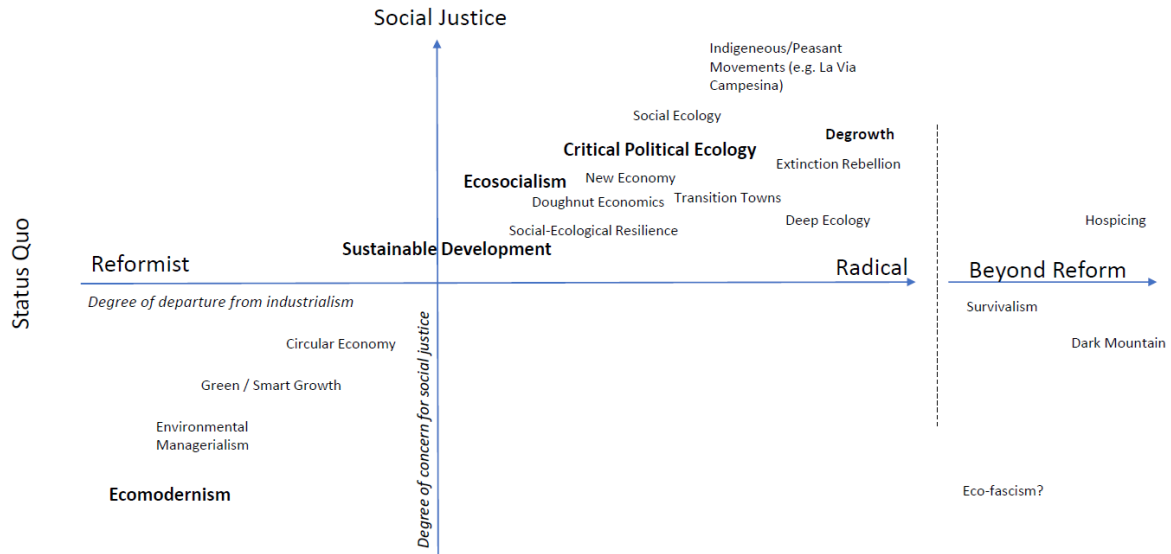 Social Justice
Indigeneous/Peasant
Movements (e.g. La Via
Campesina)
Social Ecology
Degrowth
Critical Political Ecology
Extinction Rebellion
Ecosocialism
New Economy
Doughnut Economics
Transition Towns
Social-Ecological Resilience
Deep Ecology
Hospicing
Sustainable Development
Status Quo
Reformist
Radical
Beyond Reform
Degree of departure from industrialism
Survivalism
Circular Economy
Dark Mountain
Green / Smart Growth
Environmental
Managerialism
Degree of concern for social justice
Ecomodernism
Eco-fascism?